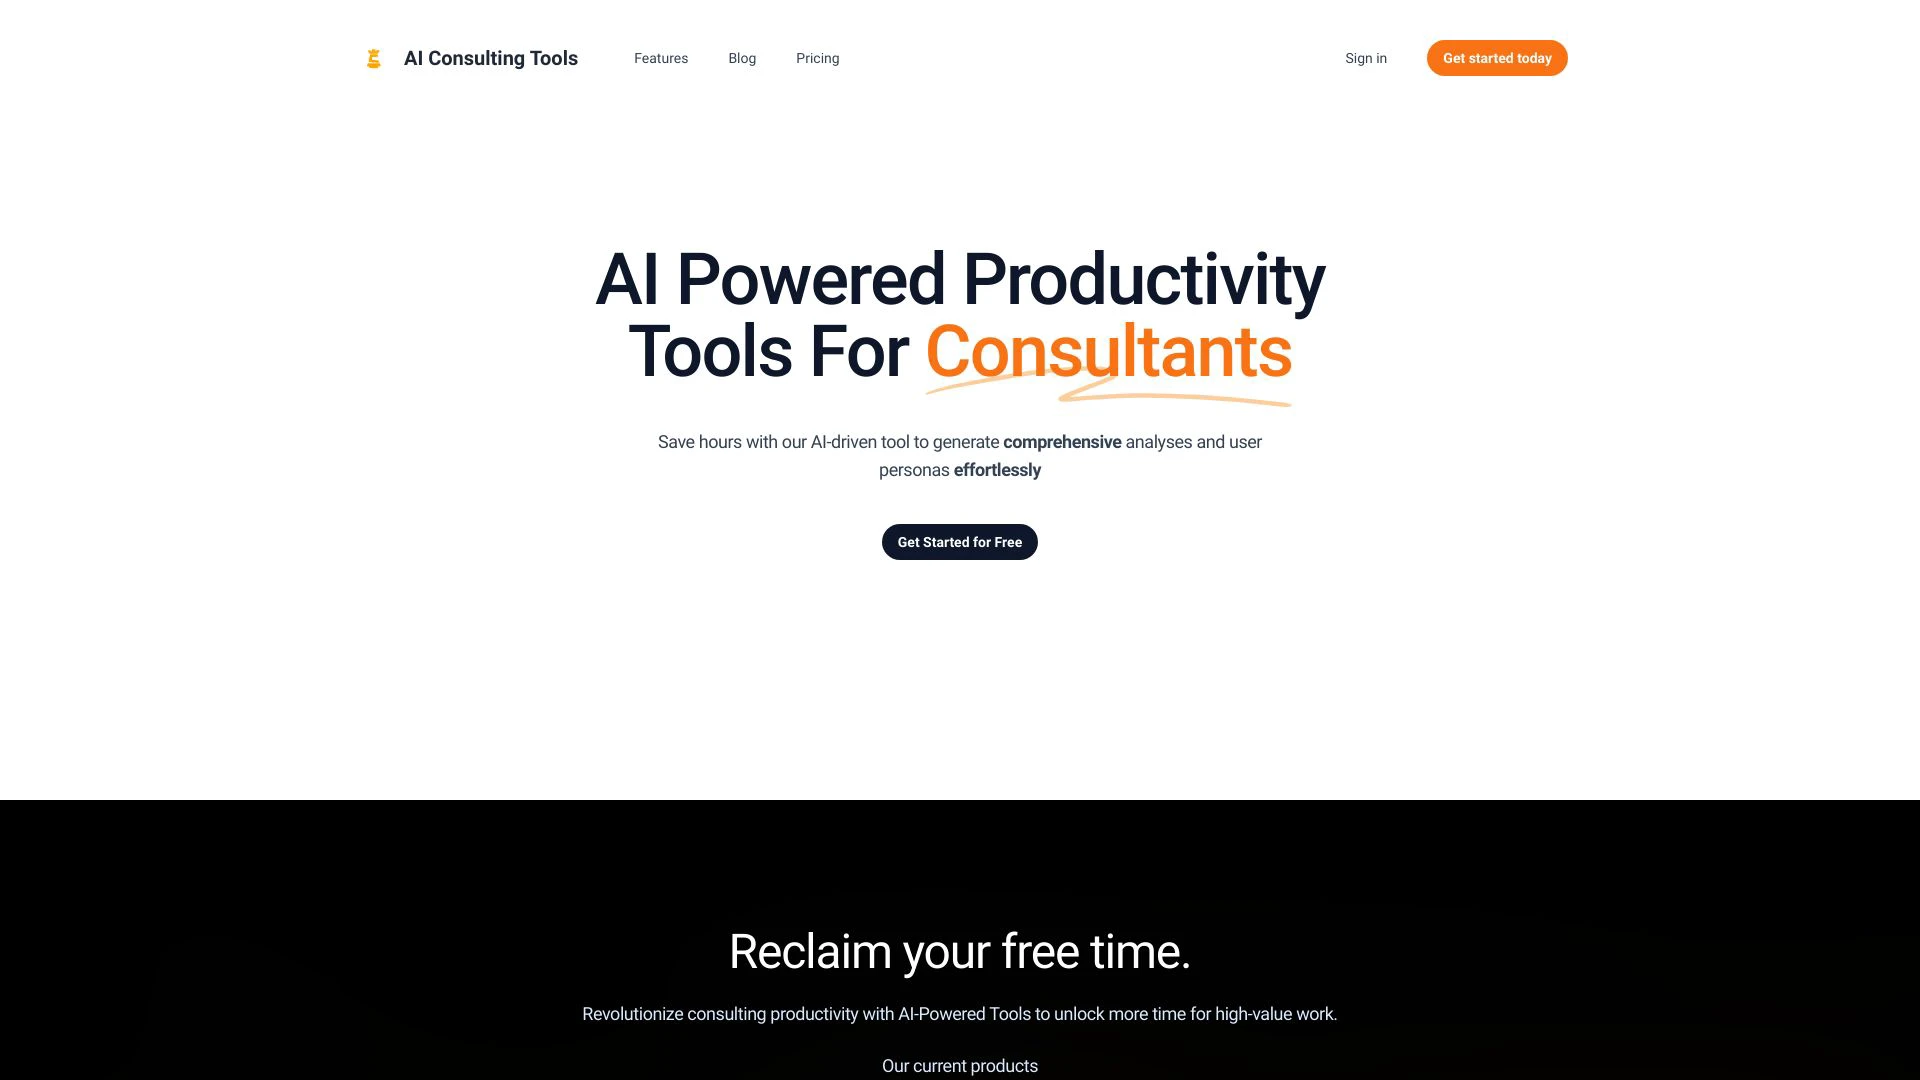 AI Consulting Tools
Features
Blog
Pricing
Sign in
Get started today
AI Powered Productivity
Tools For Consultants
Save hours with our AI-driven tool to generate comprehensive analyses and user
personas effortlessly
Get Started for Free
Reclaim your free time.
Revolutionize consulting productivity with AI-Powered Tools to unlock more time for high-value work.
Our current products